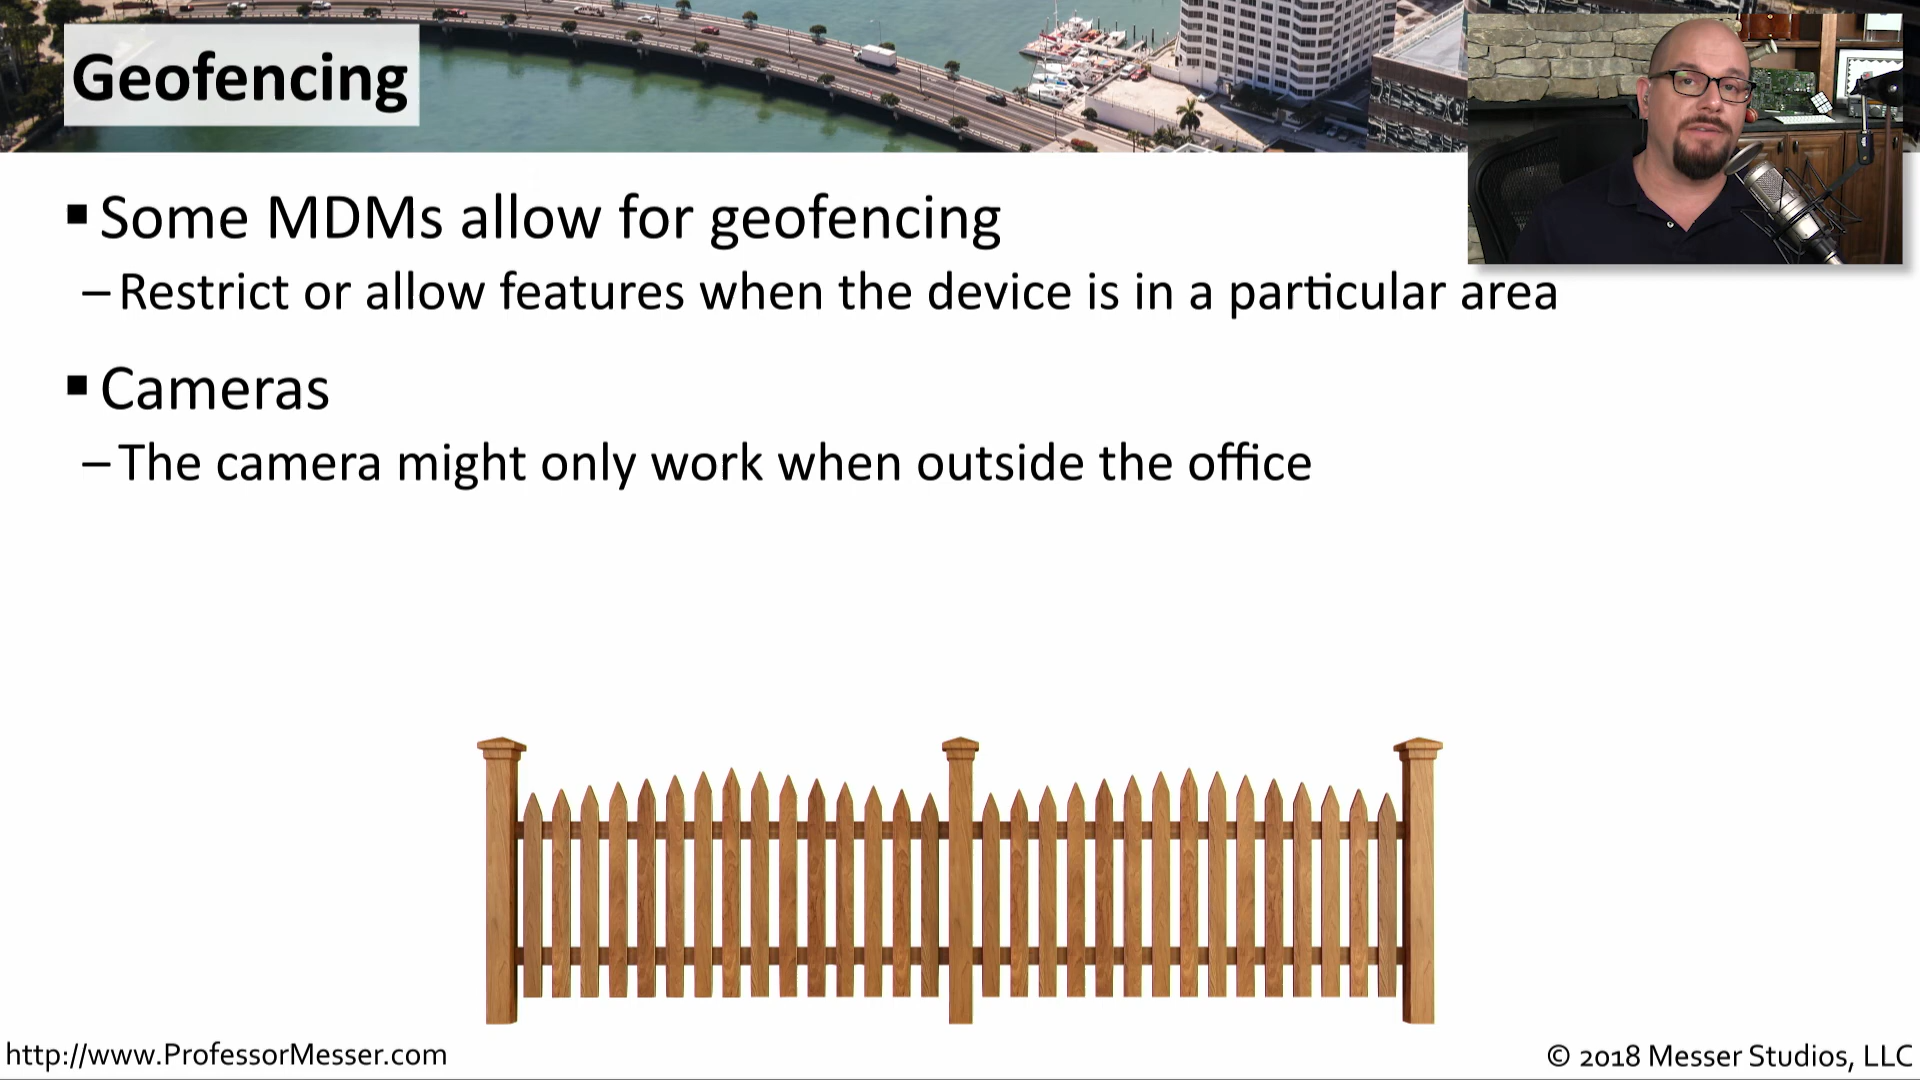 Geofencing
▪ Some MDMs allow for geofencing
– Restrict or allow features when the device is in a particular area
▪ Cameras
– The camera might only work when outside the office
http://www.ProfessorMesser.com
© 2018 Messer Studios, LLC